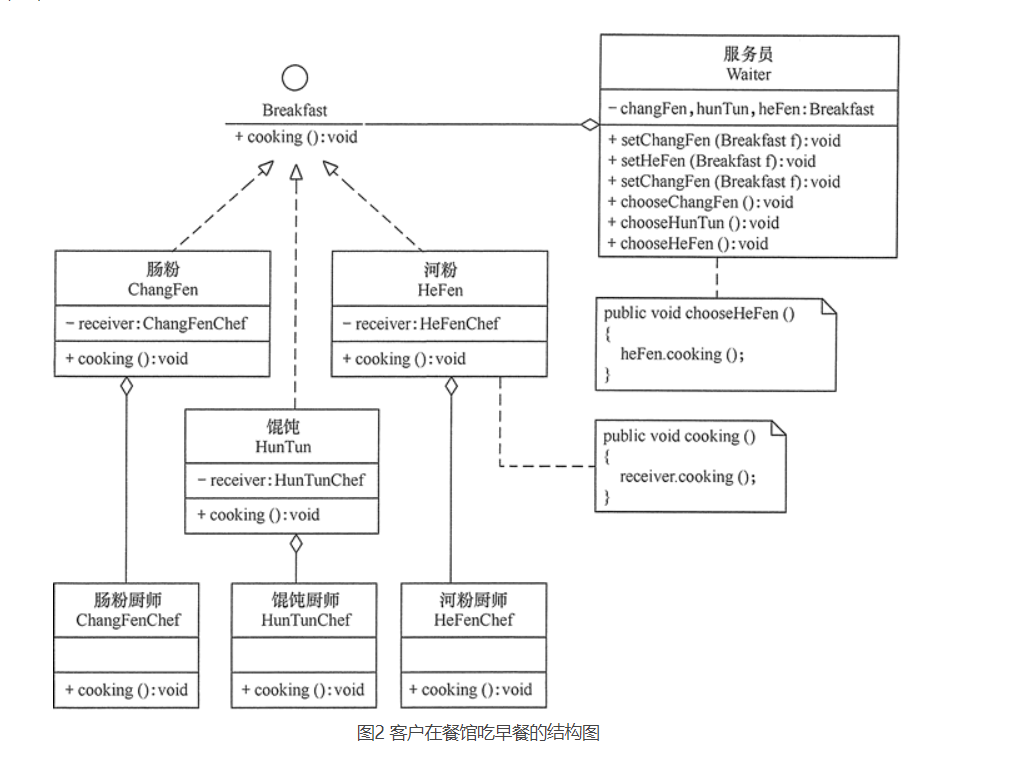 Breakfast
+ cooking ():void
服务员
Waiter
- changFen,hunTun,heFen:Breakfast
+ setChangFen (Breakfast f):void
+ setHeFen (Breakfast f):void
+ setChangFen (Breakfast f):void
+ chooseChangFen ():void
+ chooseHunTun ():void
+ chooseHeFen ():void
肠粉
ChangFen
- receiver:ChangFenChef
+ cooking ():void
河粉
HeFen
- receiver:HeFenChef
+ cooking ():void
public void chooseHeFen ()
{
heFen.cooking ();
}
馄饨
HunTun
- receiver:HunTunChef
+ cooking ():void
public void cooking ()
{
receiver.cooking ();
}
肠粉厨师
ChangFenChef
+ cooking ():void
馄饨厨师
HunTunChef
+ cooking ():void
河粉厨师
HeFenChef
+ cooking ():void
图2 客户在餐馆吃早餐的结构图